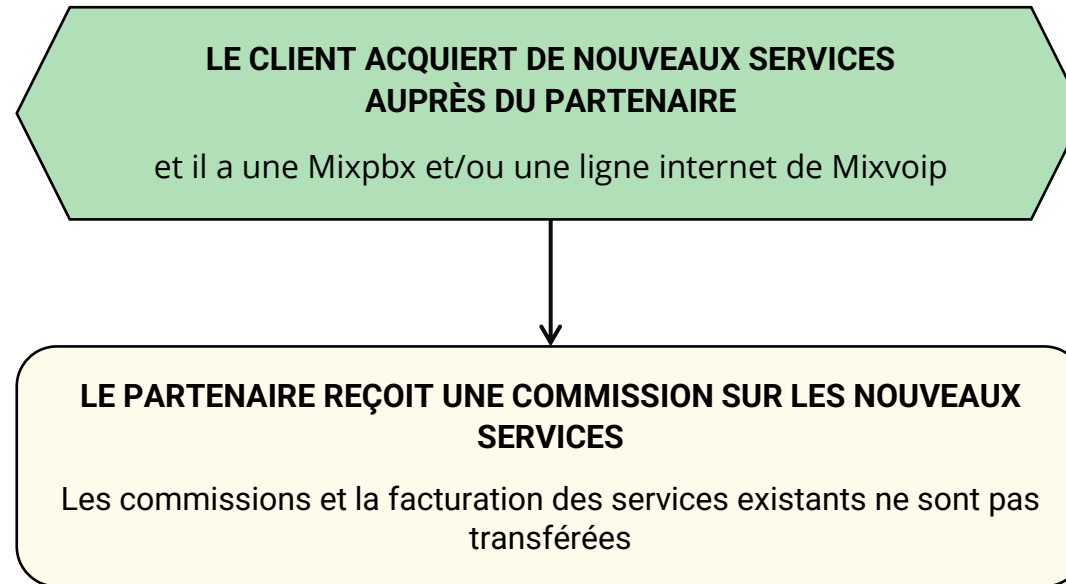 LE CLIENT ACQUIERT DE NOUVEAUX SERVICES
AUPRÈS DU PARTENAIRE
et il a une Mixpbx et/ou une ligne internet de Mixvoip
LE PARTENAIRE REÇOIT UNE COMMISSION SUR LES NOUVEAUX
SERVICES
Les commissions et la facturation des services existants ne sont pas
transférées